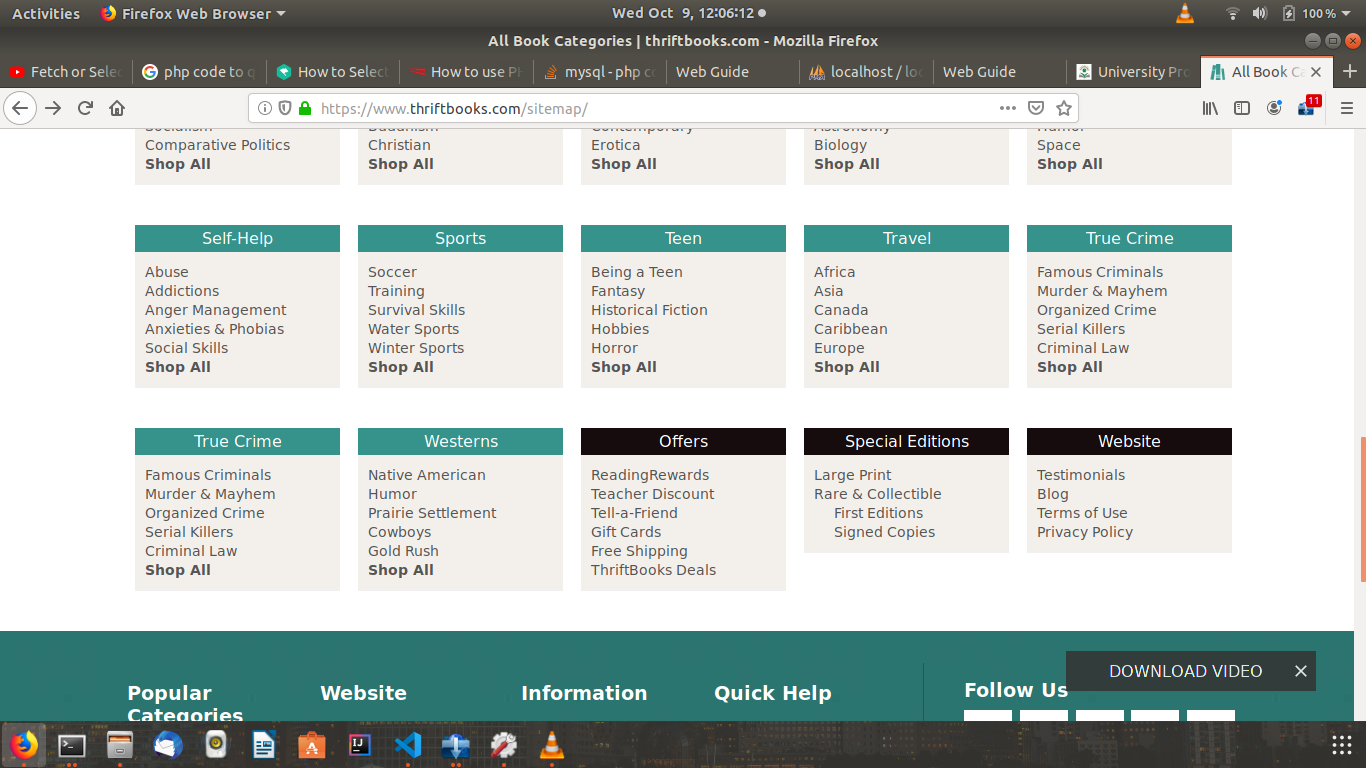 Activities Firefox Web Browser Wed Oct 9, 12:06:12 100 %
All Book Categories | thriftbooks.com - Mozilla Firefox
Fetch or Selec php code to q How to Select How to use PH mysql - php co Web Guide localhost / loc Web Guide University Pro All Book Ca
https://www.thriftbooks.com/sitemap/ 11
Socialism Buddhism Contemporary Astronomy Humor
Comparative Politics Christian Erotica Biology Space
Shop All Shop All Shop All Shop All Shop All
Self-Help Sports Teen Travel True Crime
Abuse Soccer Being a Teen Africa Famous Criminals
Addictions Training Fantasy Asia Murder & Mayhem
Anger Management Survival Skills Historical Fiction Canada Organized Crime
Anxieties & Phobias Water Sports Hobbies Caribbean Serial Killers
Social Skills Winter Sports Horror Europe Criminal Law
Shop All Shop All Shop All Shop All Shop All
True Crime Westerns Offers Special Editions Website
Famous Criminals Native American ReadingRewards Large Print Testimonials
Murder & Mayhem Humor Teacher Discount Rare & Collectible Blog
Organized Crime Prairie Settlement Tell-a-Friend First Editions Terms of Use
Serial Killers Cowboys Gift Cards Signed Copies Privacy Policy
Criminal Law Gold Rush Free Shipping
Shop All Shop All ThriftBooks Deals
DOWNLOAD VIDEO
Popular Website Information Quick Help Follow Us
Categories